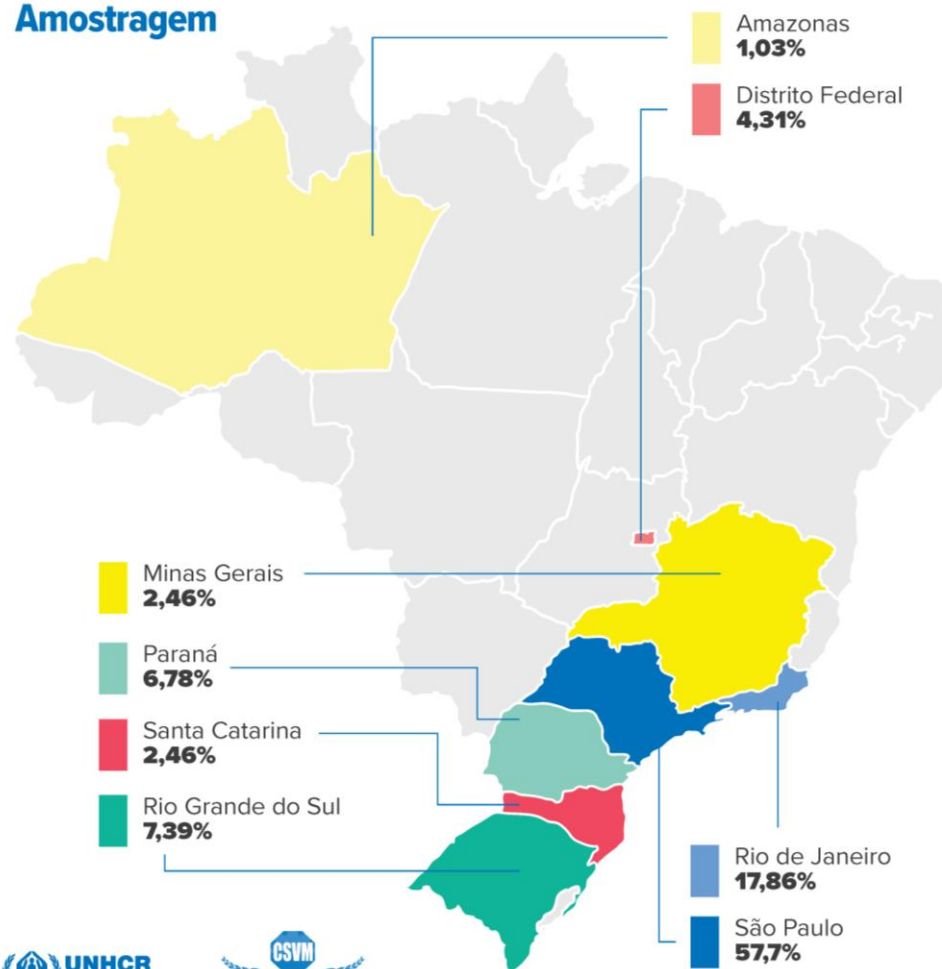 Amostragem
Amazonas
1,03%
Distrito Federal
4,31%
Minas Gerais
2,46%
Paraná
6,78%
Santa Catarina
2,46%
Rio Grande do Sul
7,39%
Rio de Janeiro
17,86%
São Paulo
57,7%
UNHCR
CSVM